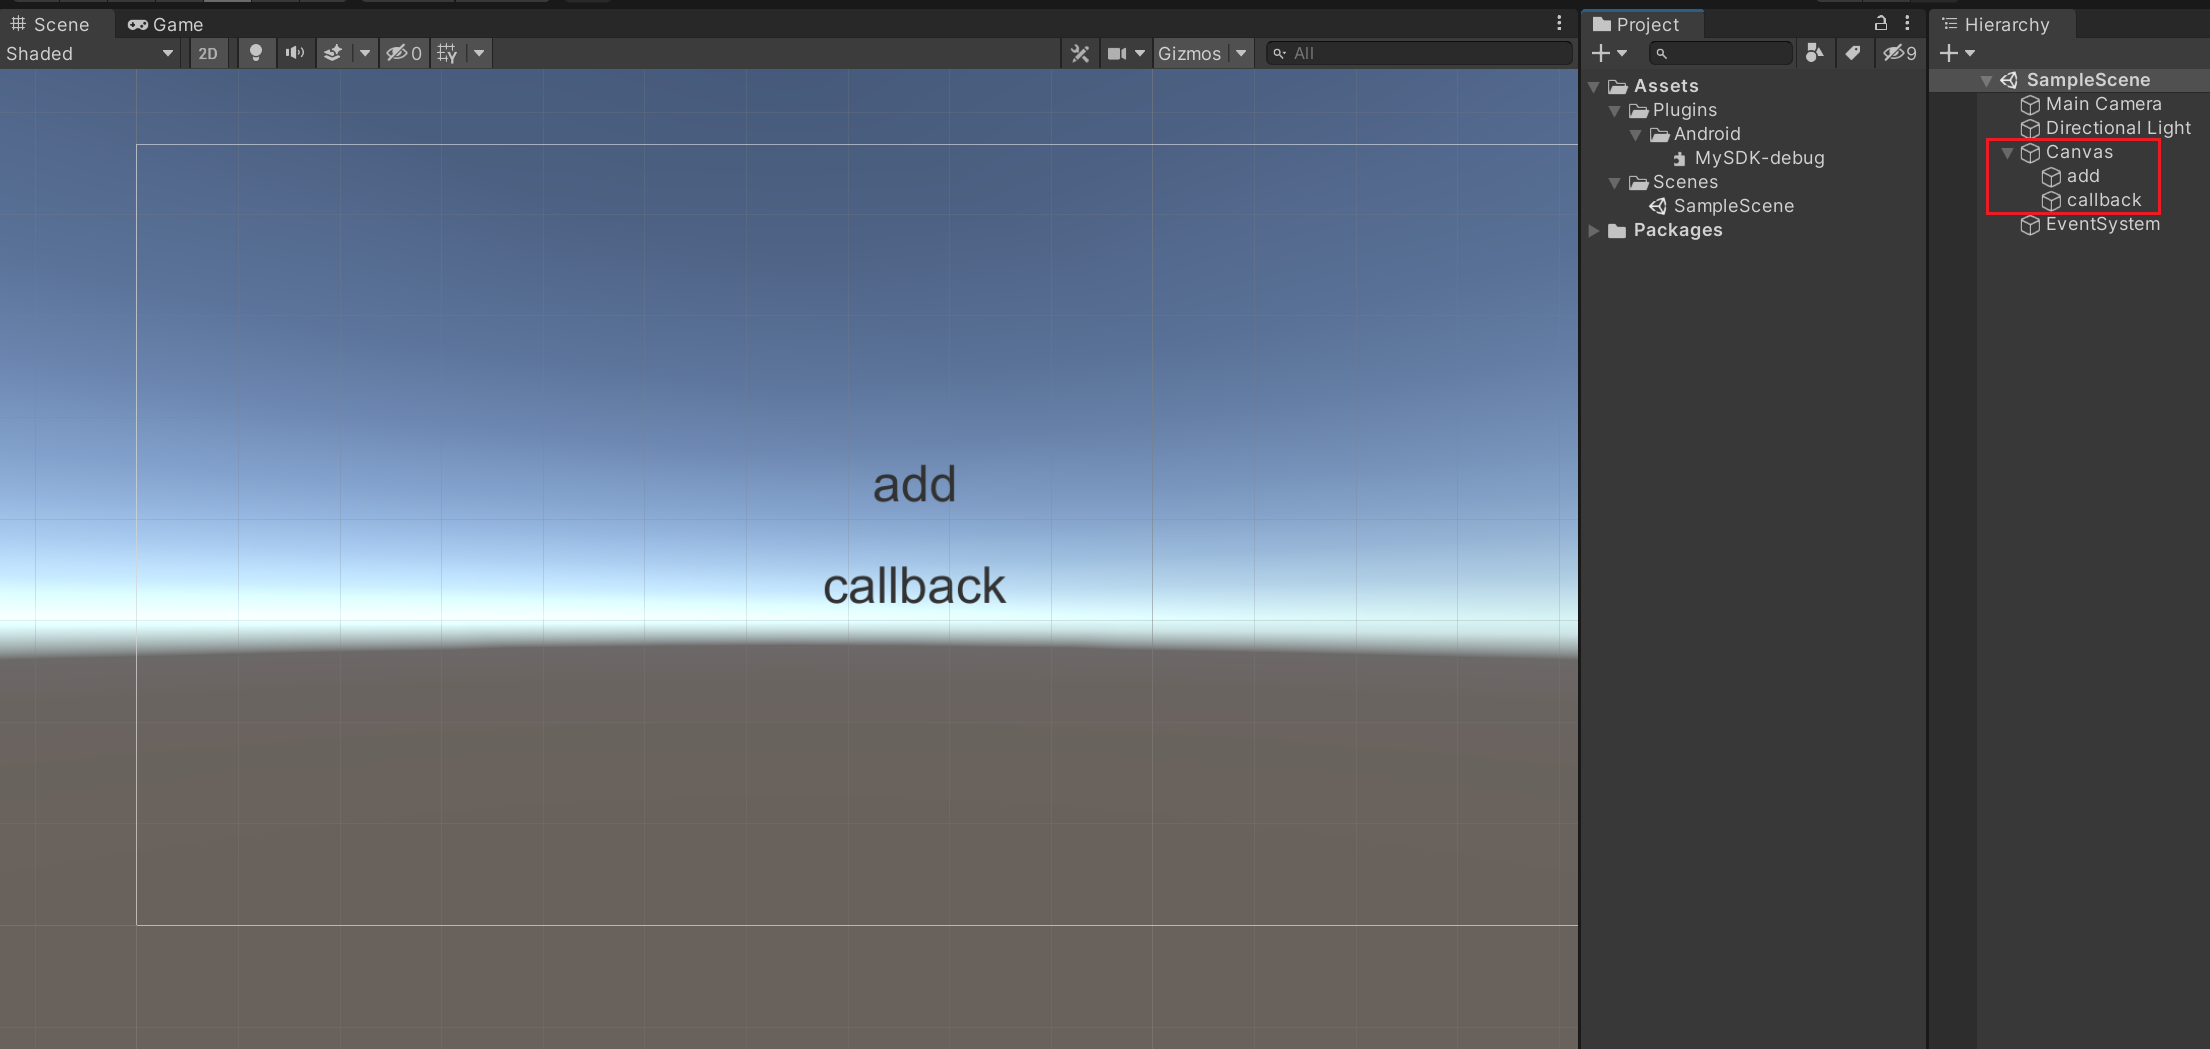 Scene
Game
Shaded
2D
0
Gizmos
All
add
callback
Project
9
Assets
Plugins
Android
MySDK-debug
Scenes
SampleScene
Packages
Hierarchy
SampleScene
Main Camera
Directional Light
Canvas
add
callback
EventSystem